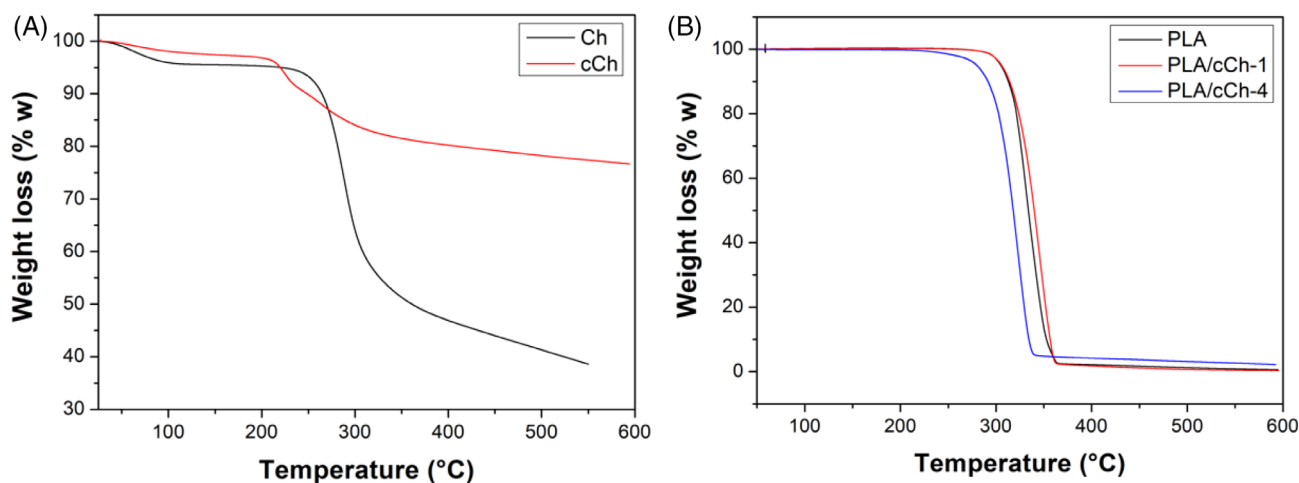 (A)
Weight loss (% w)
100
90
80
70
60
50
40
30
100
200
300
400
500
600
Temperature (°C)
Ch
cCh
(B)
Weight loss (% w)
100
80
60
40
20
0
100
200
300
400
500
600
Temperature (°C)
PLA
PLA/cCh-1
PLA/cCh-4